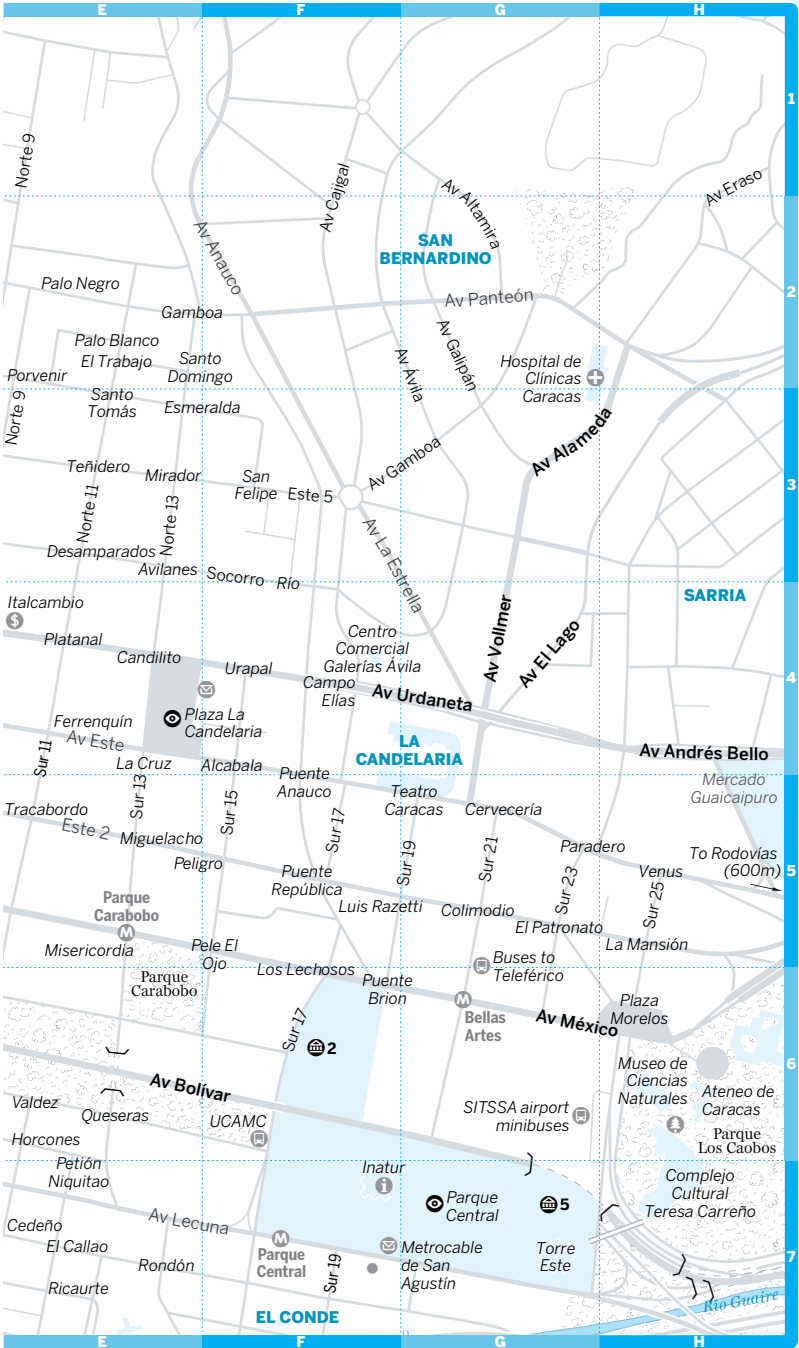 E
F
G
H
1
Norte 9
Av Cajigal
Av Altamira
Av Eraso
Av Anauco
SAN
BERNARDINO
2
Palo Negro
Gamboa
Av Panteón
Palo Blanco
El Trabajo
Santo
Domingo
Av Ávila
Av Galipán
Hospital de
Clínicas
Caracas
Porvenir
Norte 9
Santo
Tomás
Esmeralda
Av Alameda
Av Gamboa
Teñidero
Mirador
San
Felipe
Este 5
3
Norte 11
Norte 13
Av La Estrella
Desamparados
Avilanes
Socorro
Río
SARRIA
Italcambio
$
Platanal
Candilito
Urapal
Centro
Comercial
Galerías Ávila
Av Vollmer
Av El Lago
Campo
Elías
Av Urdaneta
4
Plaza La
Candelaria
Ferrenquín
Av Este
Sur 11
LA
CANDELARIA
Av Andrés Bello
La Cruz
Alcabala
Puente
Anauco
Teatro
Caracas
Cervecería
Mercado
Guaicaipuro
Sur 13
Sur 15
Sur 17
Tracabordo
Este 2
Miguelacho
Peligro
Sur 19
Sur 21
Paradero
Sur 23
Venus
To Rodovías
(600m)
5
Puente
República
Sur 25
Parque
Carabobo
M
Luis Razetti
Colimodio
El Patronato
La Mansión
Misericordia
Pele El
Ojo
Los Lechosos
Puente
Brion
Buses to
Teleférico
Parque
Carabobo
M
Bellas
Artes
Av México
Plaza
Morelos
Sur 17
2
6
Museo de
Ciencias
Naturales
Ateneo de
Caracas
Av Bolívar
Valdez
Queseras
UCAMC
SITSSA airport
minibuses
Parque
Los Caobos
Horcones
Petión
Niquitao
Inatur
i
Parque
Central
5
Complejo
Cultural
Teresa Carreño
Av Lecuna
Cedeño
El Callao
M
Parque
Central
Metrocable
de San
Agustín
Torre
Este
7
Rondón
Sur 19
Ricaurte
EL CONDE
Río Guaire
E
F
G
H